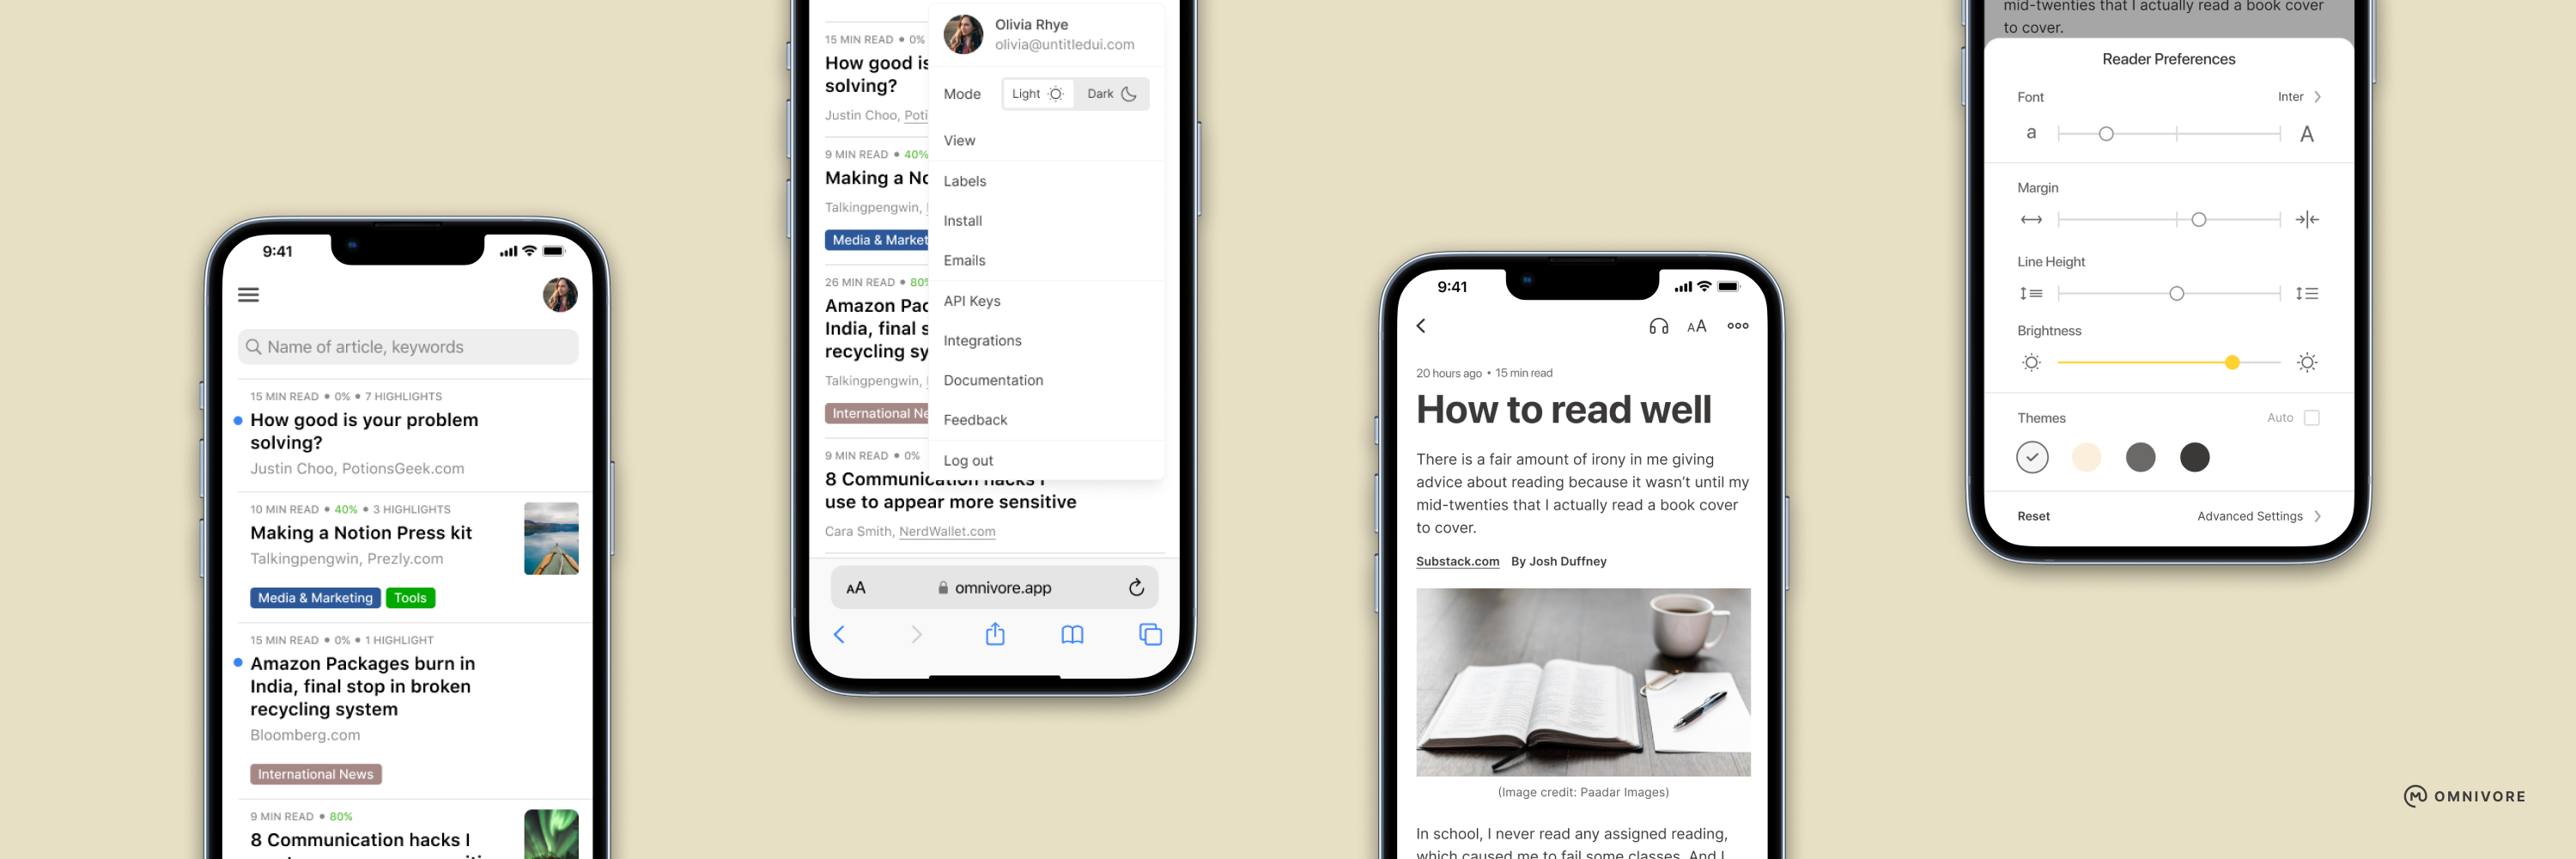 9:41
Name of article, keywords
15 MIN READ • 0% • 7 HIGHLIGHTS
How good is your problem
solving?
Justin Choo, PotionsGeek.com
10 MIN READ • 40% • 3 HIGHLIGHTS
Making a Notion Press kit
Talkingpengwin, Prezly.com
Media & Marketing Tools
15 MIN READ • 0% • 1 HIGHLIGHT
Amazon Packages burn in
India, final stop in broken
recycling system
Bloomberg.com
International News
9 MIN READ • 80%
8 Communication hacks I
15 MIN READ • 0%
How good is
solving?
Justin Choo, Poti
9 MIN READ • 40%
Making a No
Talkingpengwin,
Media & Market
26 MIN READ • 80%
Amazon Pac
India, final s
recycling sy
Talkingpengwin,
International Ne
9 MIN READ • 0%
8 Communication hacks I
use to appear more sensitive
Cara Smith, NerdWallet.com
Olivia Rhye
olivia@untitledui.com
Mode Light Dark
View
Labels
Install
Emails
API Keys
Integrations
Documentation
Feedback
Log out
AA omnivore.app
9:41
AA
20 hours ago • 15 min read
How to read well
There is a fair amount of irony in me giving
advice about reading because it wasn't until my
mid-twenties that I actually read a book cover
to cover.
Substack.com By Josh Duffney
(Image credit: Paadar Images)
In school, I never read any assigned reading,
which caused me to fail some classes. And I
mid-twenties that I actually read a book cover
to cover.
Reader Preferences
Font Inter
a A
Margin
Line Height
Brightness
Themes Auto
Reset Advanced Settings
OMNIVORE